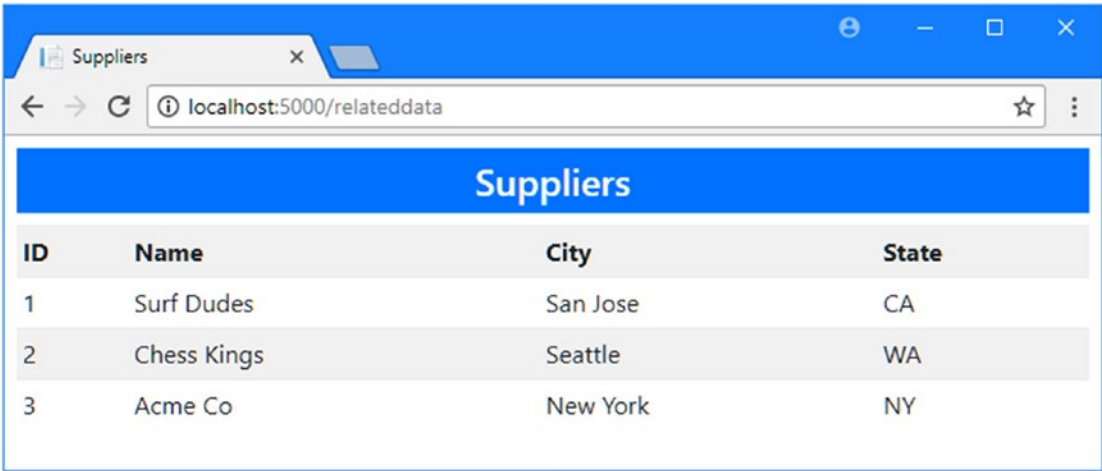 Suppliers
localhost:5000/relateddata
Suppliers
ID Name City State
1 Surf Dudes San Jose CA
2 Chess Kings Seattle WA
3 Acme Co New York NY